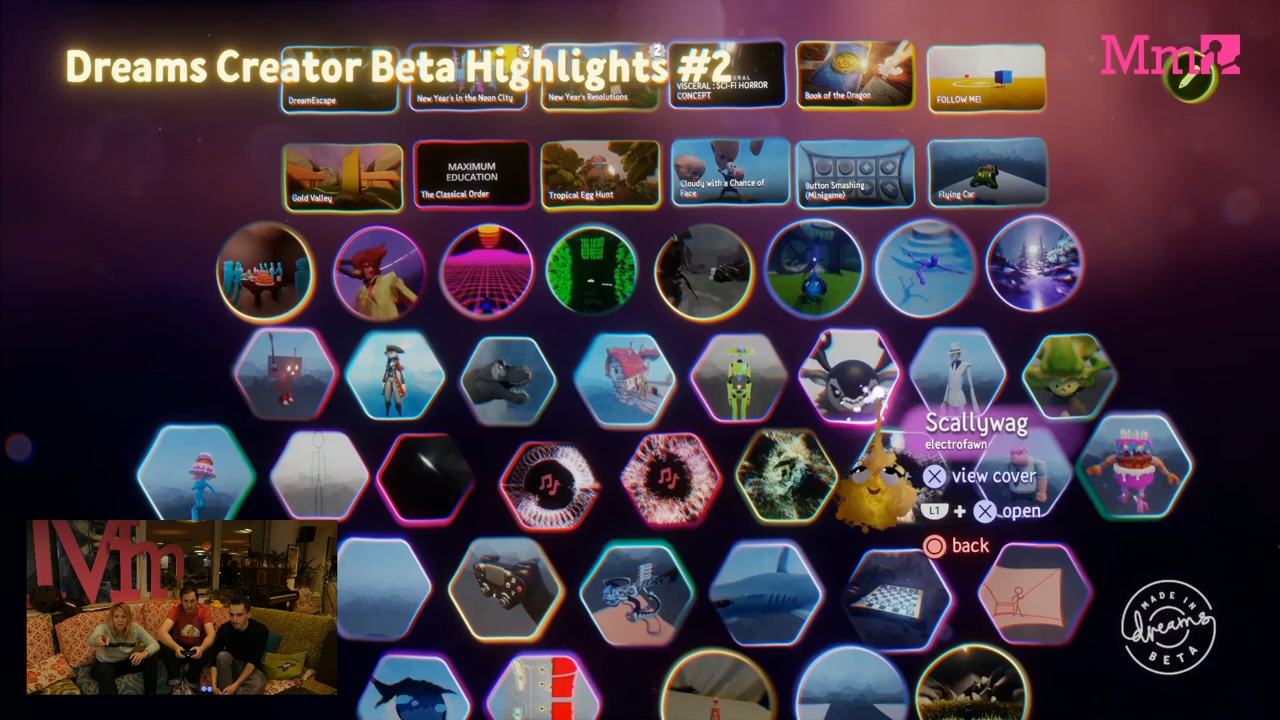 Dreams Creator Beta Highlights #2
Mm
3
2
DreamEscape
New Year's in the Neon City
New Year's Resolutions
VISCERAL : SCI-FI HORROR
CONCEPT
Book of the Dragon
FOLLOW ME!
MAXIMUM
EDUCATION
Gold Valley
The Classical Order
Tropical Egg Hunt
Cloudy with a Chance of
Face
Button Smashing
(Minigame)
Flying Car
Scallywag
electrofawn
view cover
L1 + open
back
Mm
MADE IN
dreams
BETA